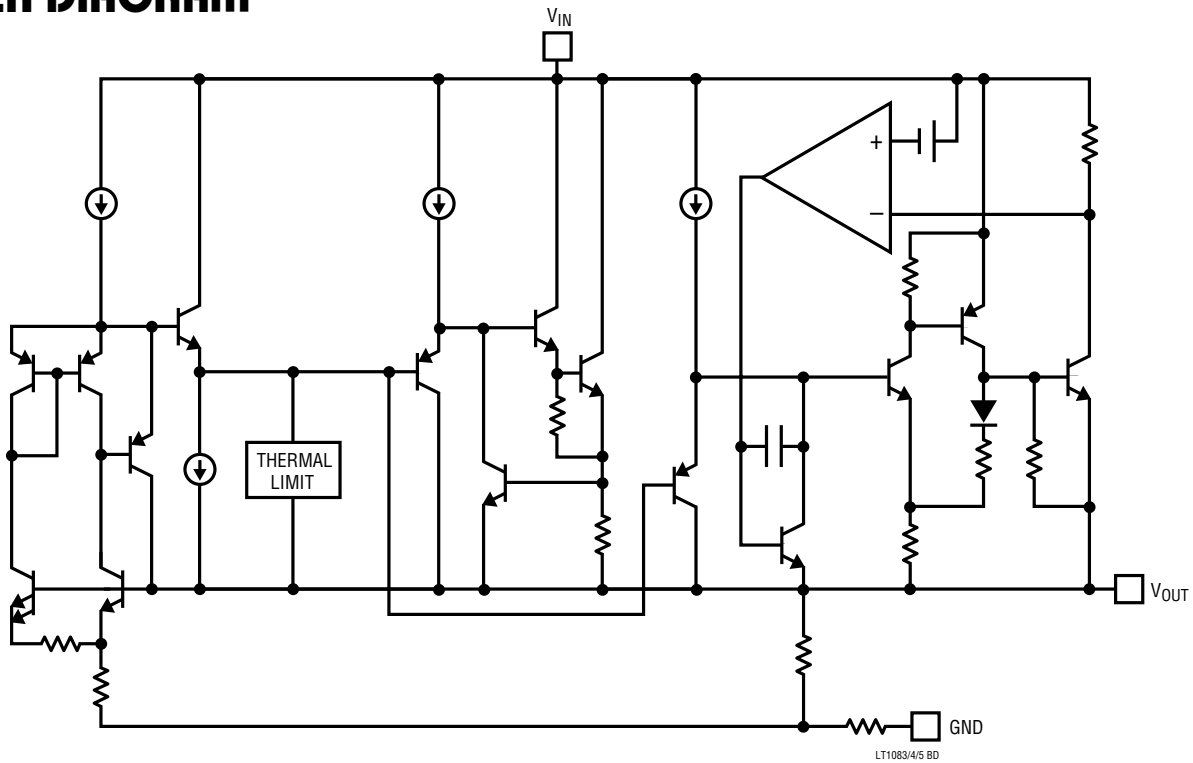 V_IN
+
−
THERMAL
LIMIT
V_OUT
GND
LT1083/4/5 BD